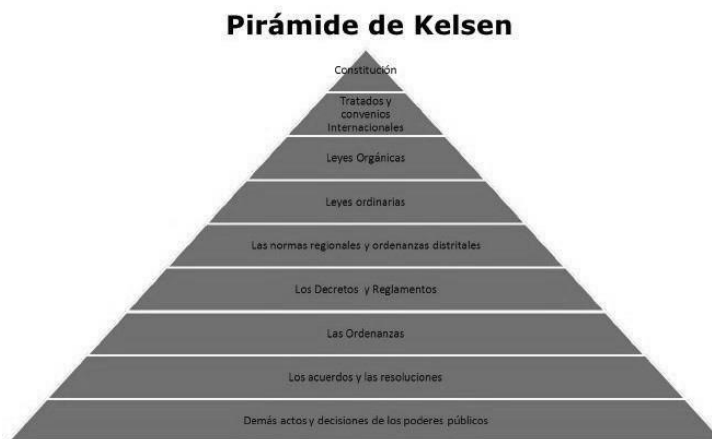 Pirámide de Kelsen
Constitución
Tratados y
convenios
Internacionales
Leyes Orgánicas
Leyes ordinarias
Las normas regionales y ordenanzas distritales
Los Decretos y Reglamentos
Las Ordenanzas
Los acuerdos y las resoluciones
Demás actos y decisiones de los poderes públicos